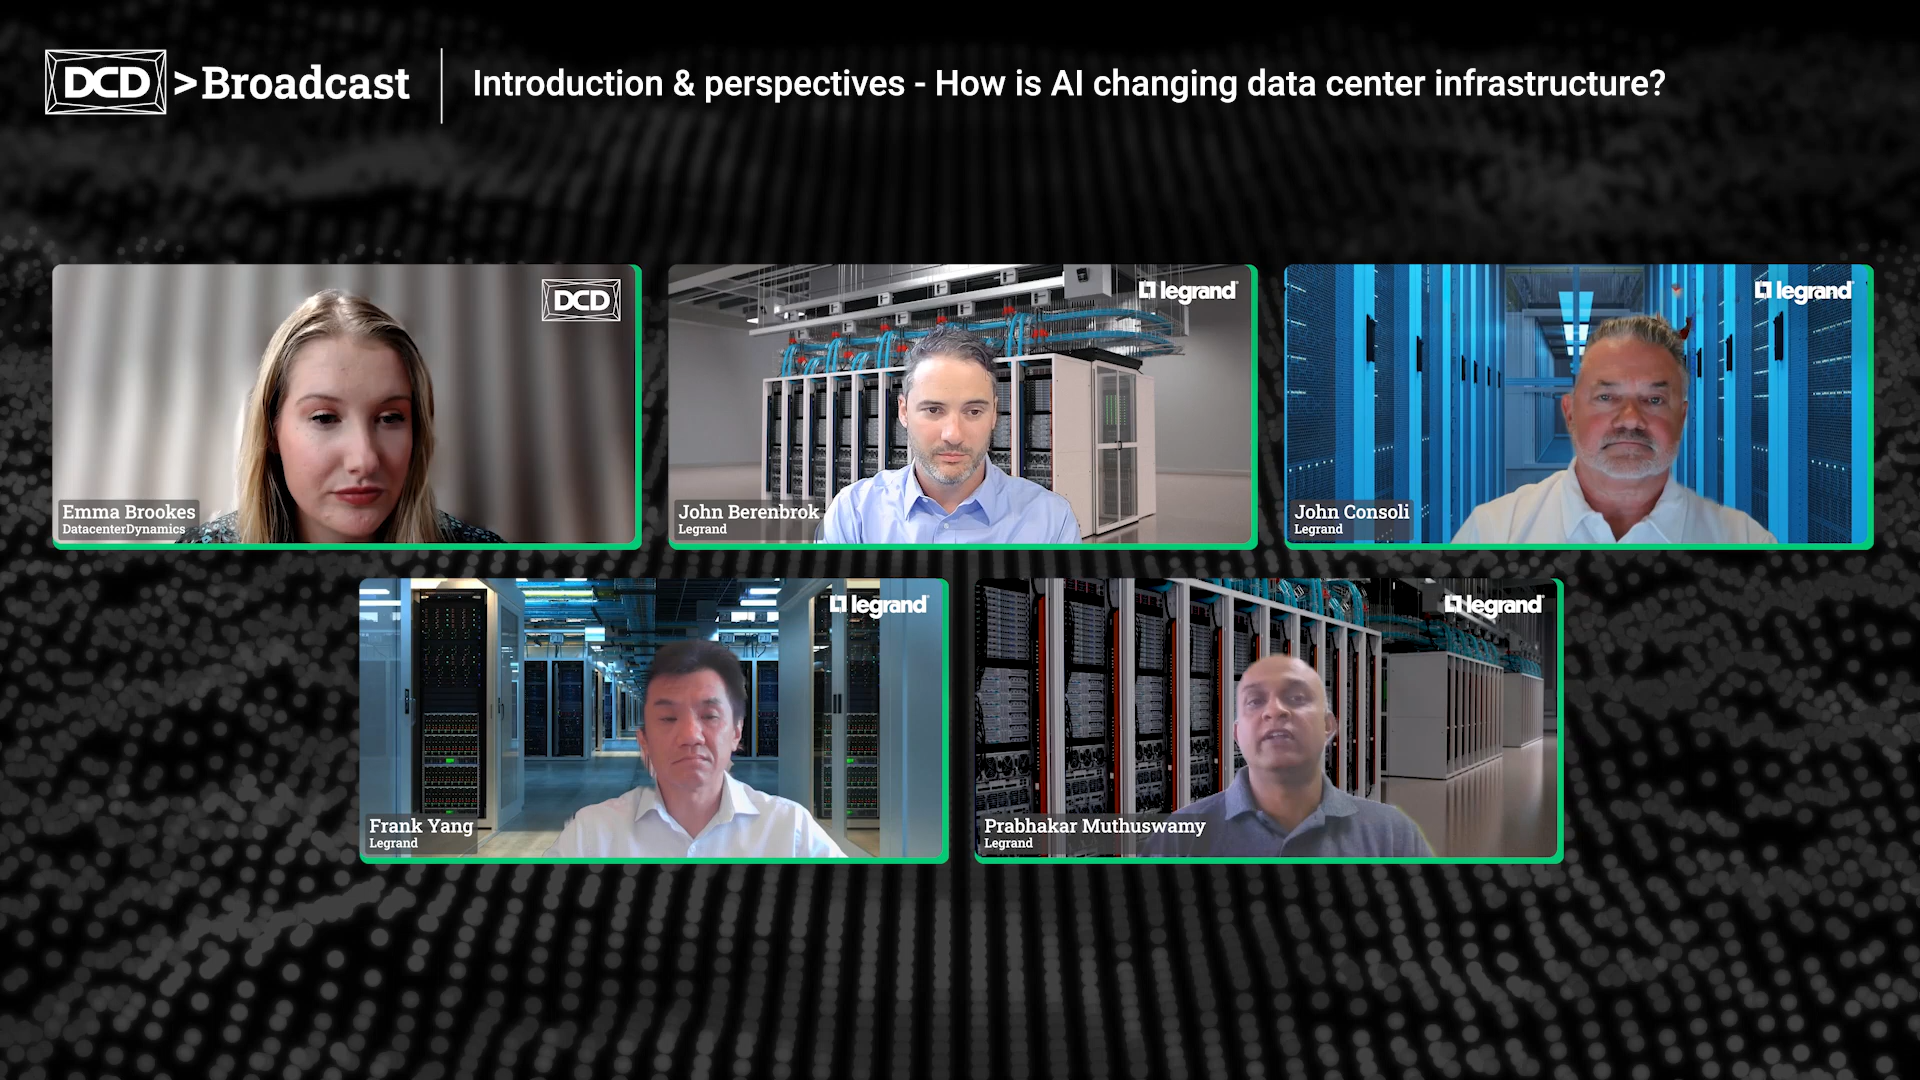 DCD >Broadcast
Introduction & perspectives - How is AI changing data center infrastructure?
DCD
Emma Brookes
DatacenterDynamics
legrand
John Berenbrok
Legrand
legrand
John Consoli
Legrand
legrand
Frank Yang
Legrand
legrand
Prabhakar Muthuswamy
Legrand